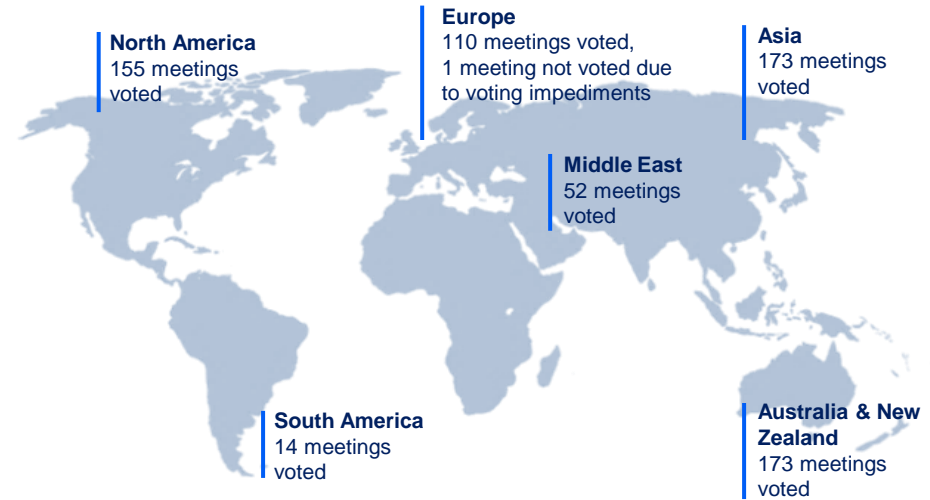 Europe
110 meetings voted,
1 meeting not voted due
to voting impediments
North America
155 meetings
voted
Asia
173 meetings
voted
Middle East
52 meetings
voted
South America
14 meetings
voted
Australia & New
Zealand
173 meetings
voted